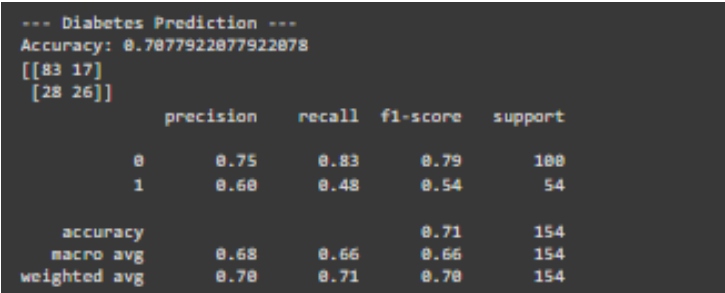 --- Diabetes Prediction ---
Accuracy: 0.7077922077922078
[[83 17]
 [28 26]]
              precision    recall  f1-score   support

           0       0.75      0.83      0.79       100
           1       0.60      0.48      0.54        54

    accuracy                           0.71       154
   macro avg       0.68      0.66      0.66       154
weighted avg       0.70      0.71      0.70       154